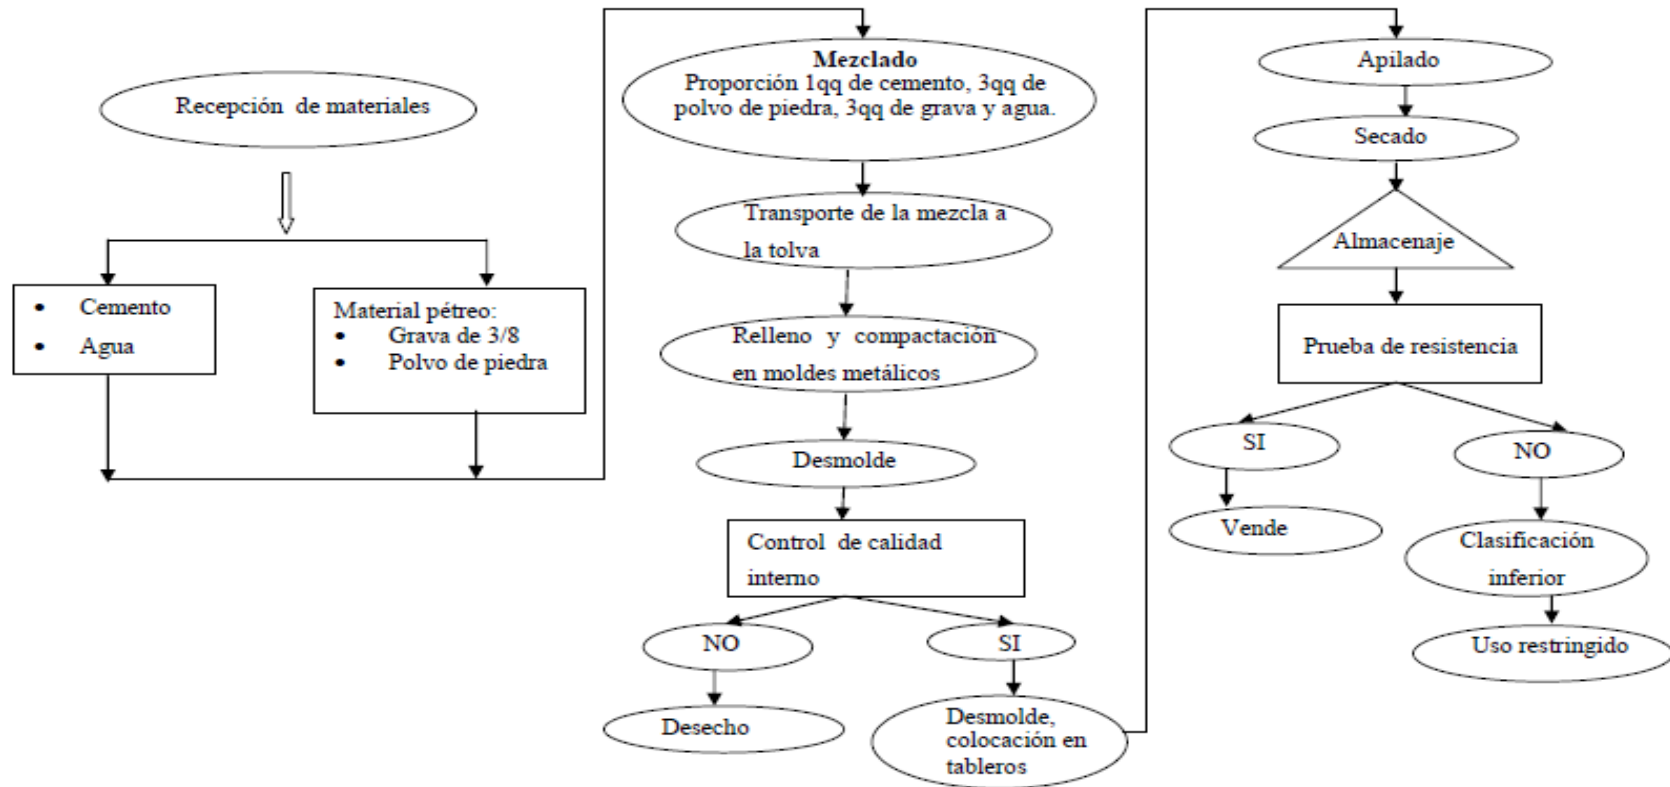 Recepción de materiales
• Cemento
• Agua
Material pétreo:
• Grava de 3/8
• Polvo de piedra
Mezclado
Proporción 1qq de cemento, 3qq de
polvo de piedra, 3qq de grava y agua.
Transporte de la mezcla a
la tolva
Relleno y compactación
en moldes metálicos
Desmolde
Control de calidad
interno
NO
SI
Desecho
Desmolde,
colocación en
tableros
Apilado
Secado
Almacenaje
Prueba de resistencia
SI
NO
Vende
Clasificación
inferior
Uso restringido